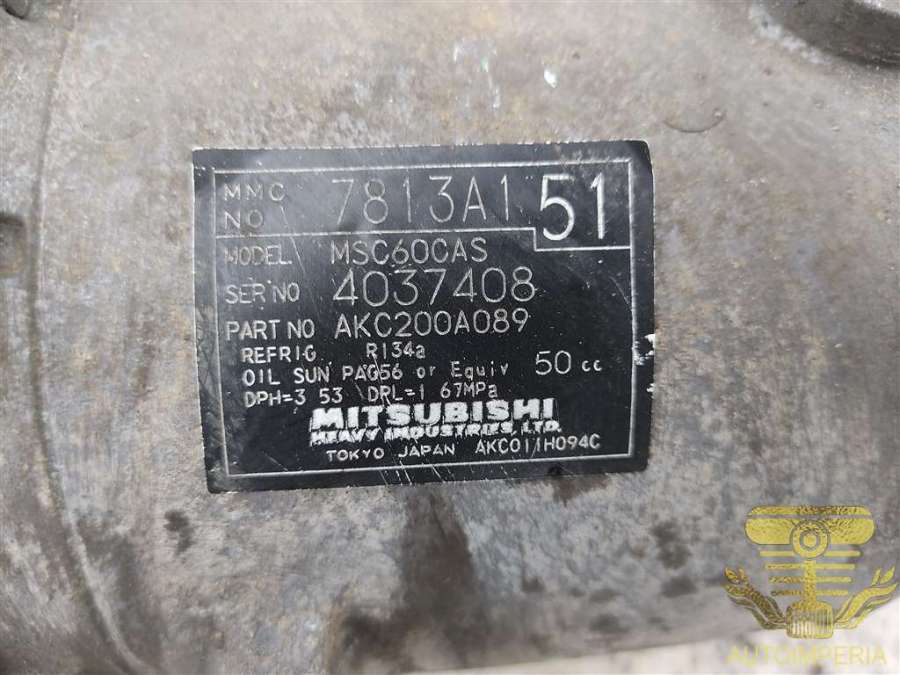 MMC NO 7813A151
MODEL MSC60CAS
SER NO 4037408
PART NO AKC200A089
REFRIG R134a
OIL SUN PAG56 or Equiv 50 cc
DPH=3 53 DPL=1 67MPa
MITSUBISHI
HEAVY INDUSTRIES, LTD.
TOKYO JAPAN AKC011H094C
AUTOIMPERIA